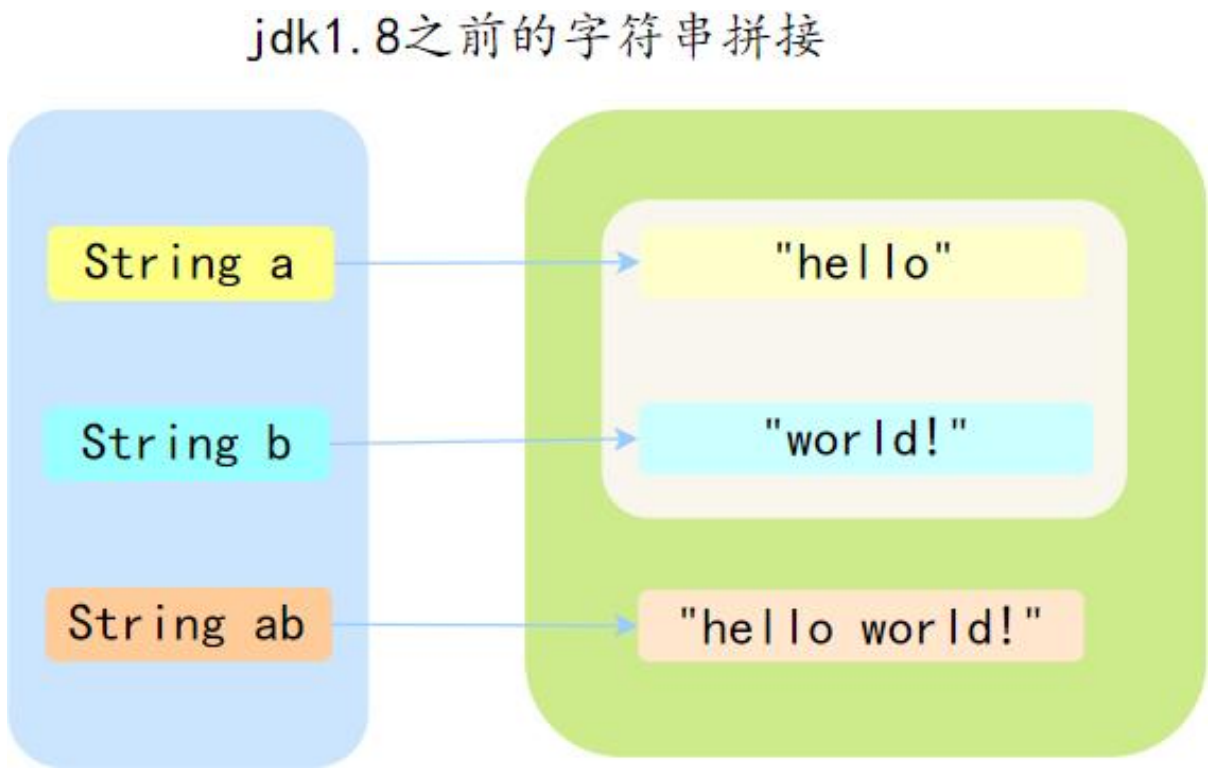 jdk1.8之前的字符串拼接
String a
"hello"
String b
"world!"
String ab
"hello world!"